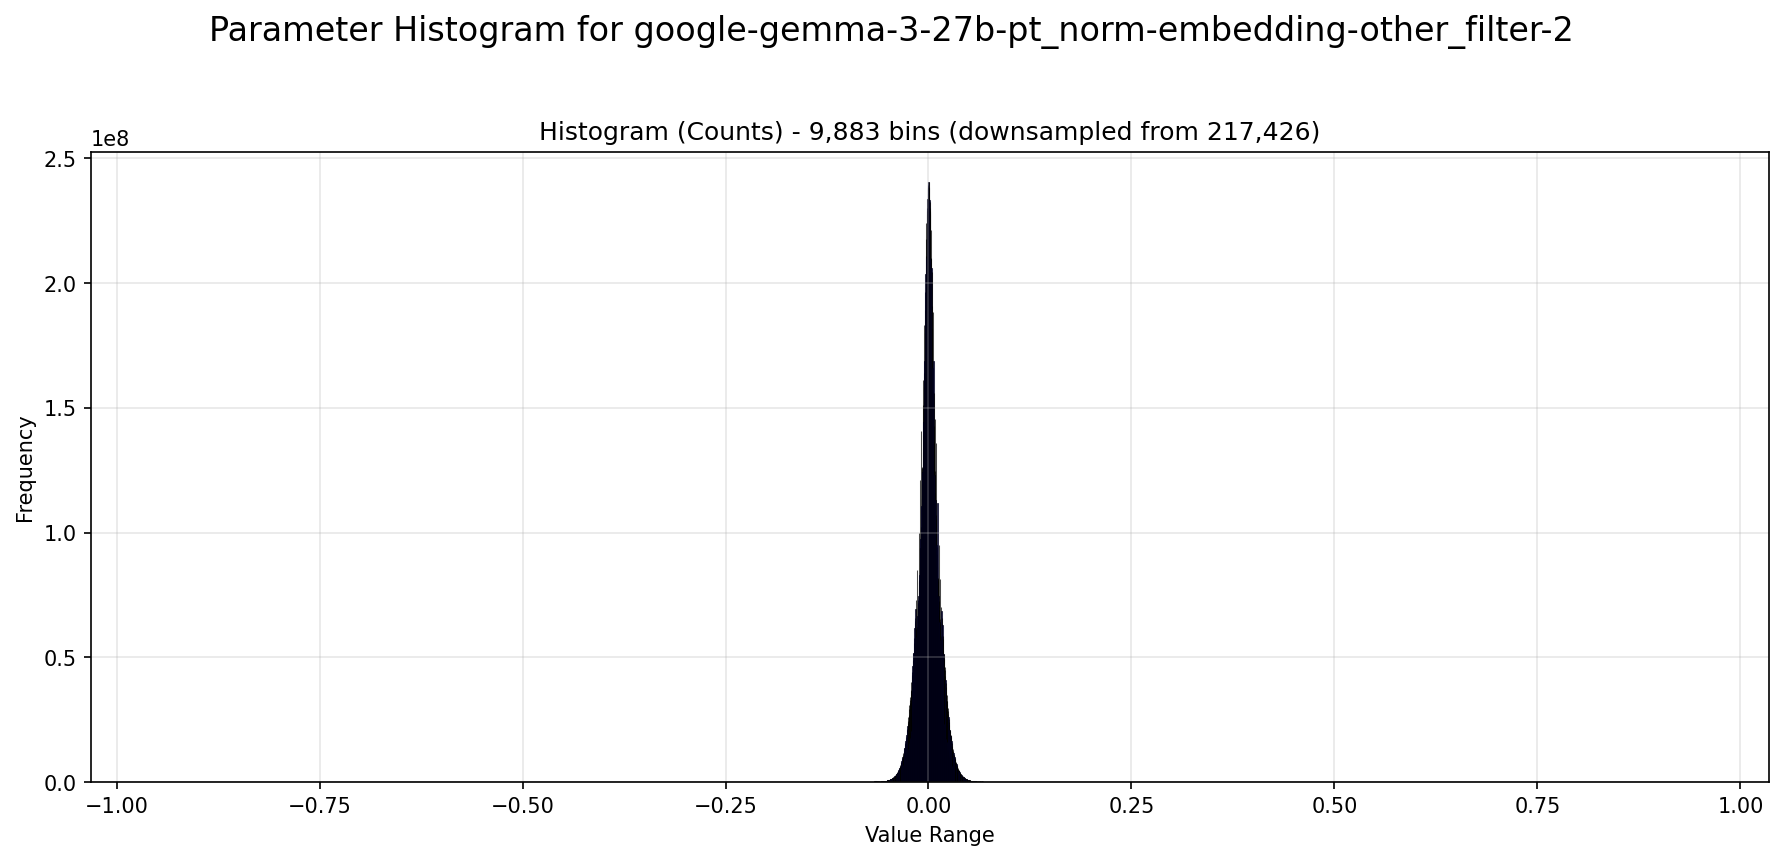 Parameter Histogram for google-gemma-3-27b-pt_norm-embedding-other_filter-2
Histogram (Counts) - 9,883 bins (downsampled from 217,426)
1e8
2.5
2.0
1.5
1.0
0.5
0.0
Frequency
−1.00 −0.75 −0.50 −0.25 0.00 0.25 0.50 0.75 1.00
Value Range